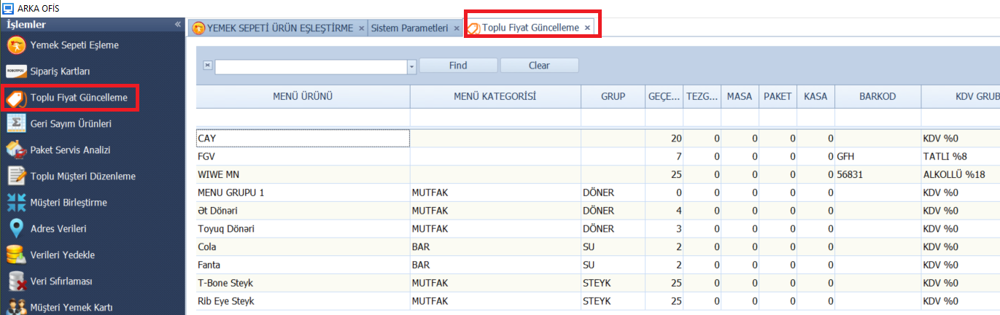 ARKA OFİS
İşlemler «
Yemek Sepeti Eşleme
Sipariş Kartları
Toplu Fiyat Güncelleme
Geri Sayım Ürünleri
Paket Servis Analizi
Toplu Müşteri Düzenleme
Müşteri Birleştirme
Adres Verileri
Verileri Yedekle
Veri Sıfırlaması
Müşteri Yemek Kartı
YEMEK SEPETİ ÜRÜN EŞLEŞTİRME × Sistem Parametreleri × Toplu Fiyat Güncelleme ×
Find Clear
MENÜ ÜRÜNÜ MENÜ KATEGORİSİ GRUP GEÇE... TEZG... MASA PAKET KASA BARKOD KDV GRUB
CAY 20 0 0 0 0 KDV %0
FGV 7 0 0 0 0 GFH TATLI %8
WIWE MN 25 0 0 0 0 56831 ALKOLLÜ %18
MENU GRUPU 1 MUTFAK DÖNER 0 0 0 0 0 KDV %0
Ət Dönəri MUTFAK DÖNER 4 0 0 0 0 KDV %0
Toyuq Dönəri MUTFAK DÖNER 3 0 0 0 0 KDV %0
Cola BAR SU 2 0 0 0 0 KDV %0
Fanta BAR SU 2 0 0 0 0 KDV %0
T-Bone Steyk MUTFAK STEYK 25 0 0 0 0 KDV %0
Rib Eye Steyk MUTFAK STEYK 25 0 0 0 0 KDV %0